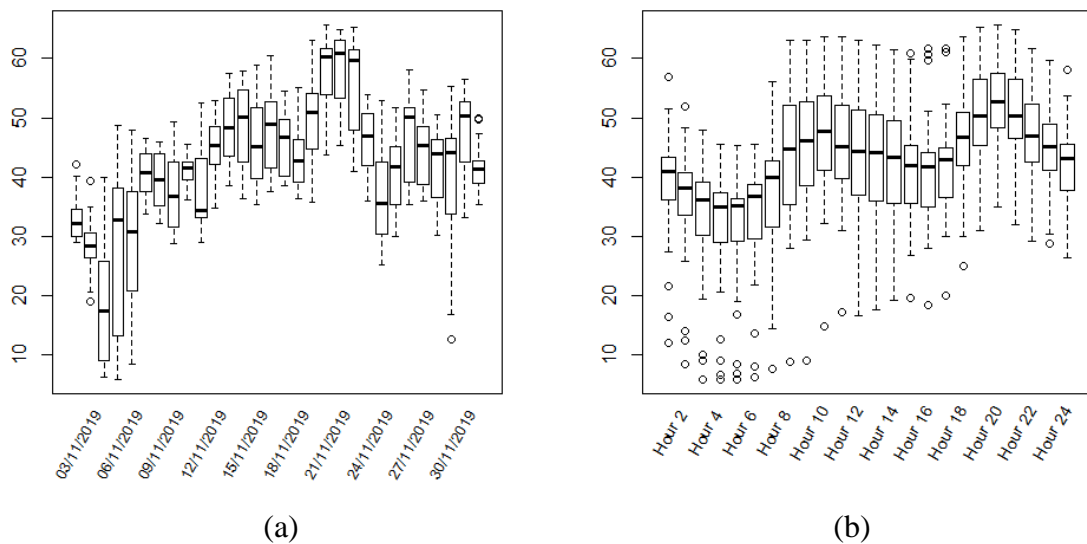 60
50
40
30
20
10
03/11/2019
06/11/2019
09/11/2019
12/11/2019
15/11/2019
18/11/2019
21/11/2019
24/11/2019
27/11/2019
30/11/2019
(a)
60
50
40
30
20
10
Hour 2
Hour 4
Hour 6
Hour 8
Hour 10
Hour 12
Hour 14
Hour 16
Hour 18
Hour 20
Hour 22
Hour 24
(b)